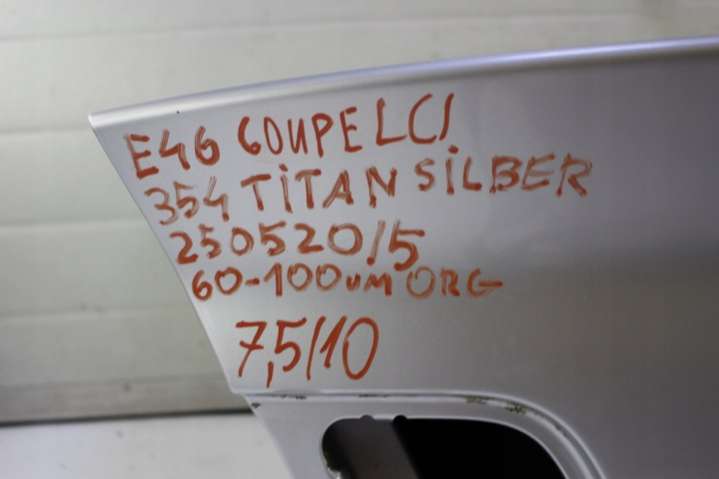 E46 COUPE LCI
354 TiTAN SiLBER
250520/5
60-100um ORG
7,5/10